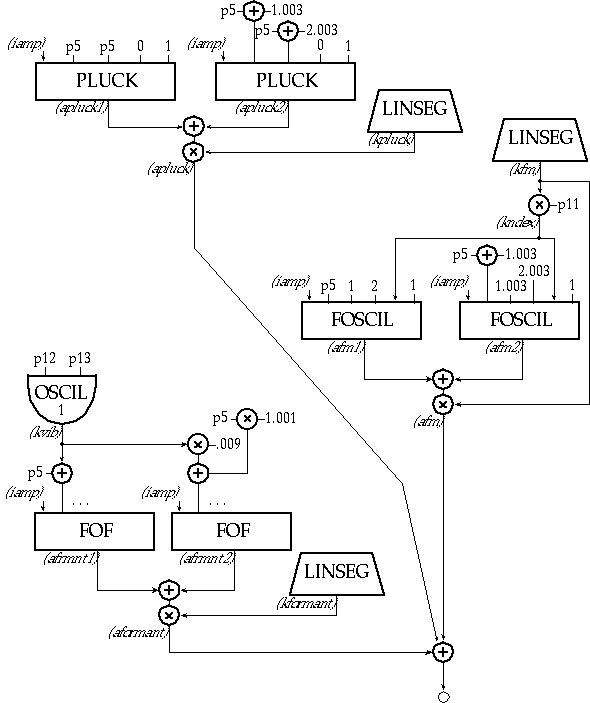 p5 + 1.003
p5 + 2.003
(iamp) p5 p5 0 1
(iamp) 0 1
PLUCK PLUCK
(apluck1) (apluck2)
LINSEG
(kpluck)
LINSEG
(kfm)
+
×
(apluck)
× p11
(kndex)
p5 + 1.003
2.003
(iamp) p5 1 2 1
(iamp) 1.003 1
FOSCIL FOSCIL
(afm1) (afm2)
+
×
(afm)
p12 p13
OSCIL
1
(kvib)
p5 × 1.001
× .009
p5 + +
(iamp) . . . (iamp) . . .
FOF FOF
(afrmnt1) (afrmnt2)
LINSEG
(kformant)
+
×
(aformant)
+